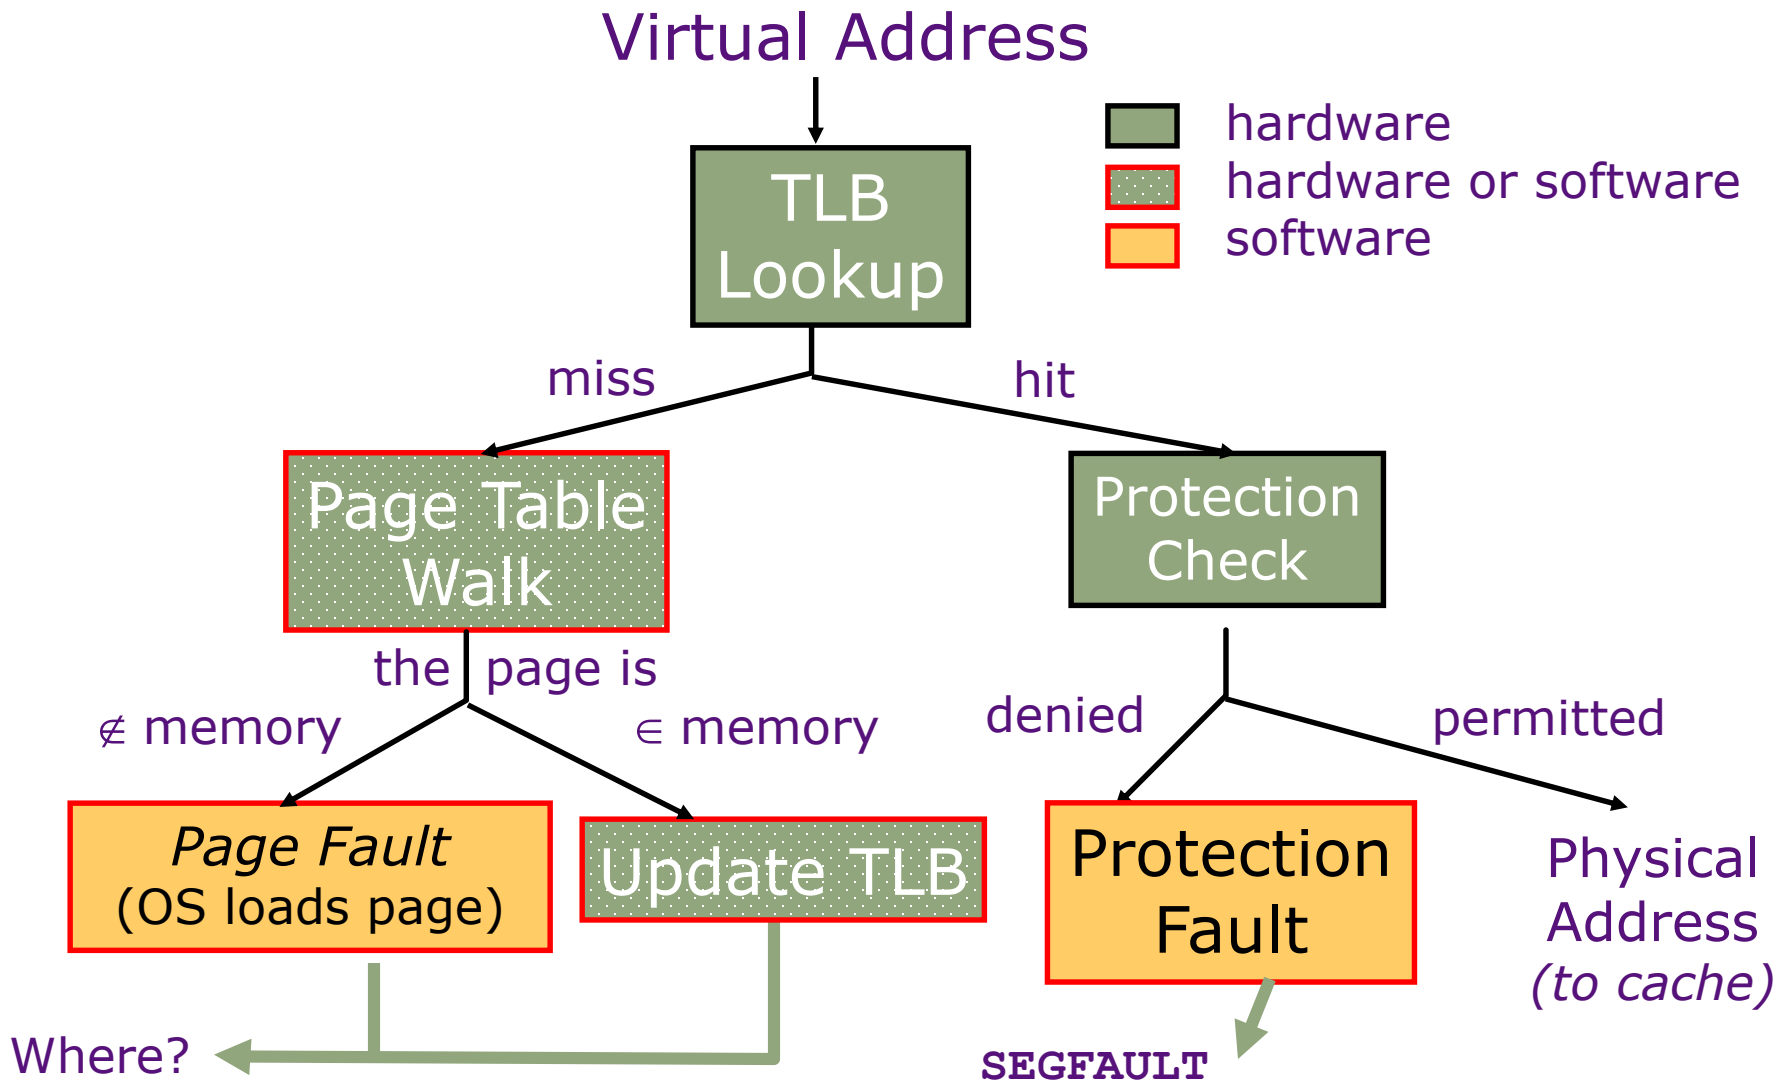 Virtual Address
hardware
hardware or software
software
TLB
Lookup
miss
hit
Page Table
Walk
Protection
Check
the page is
∉ memory
∈ memory
denied
permitted
Page Fault
(OS loads page)
Update TLB
Protection
Fault
Physical
Address
(to cache)
Where?
SEGFAULT